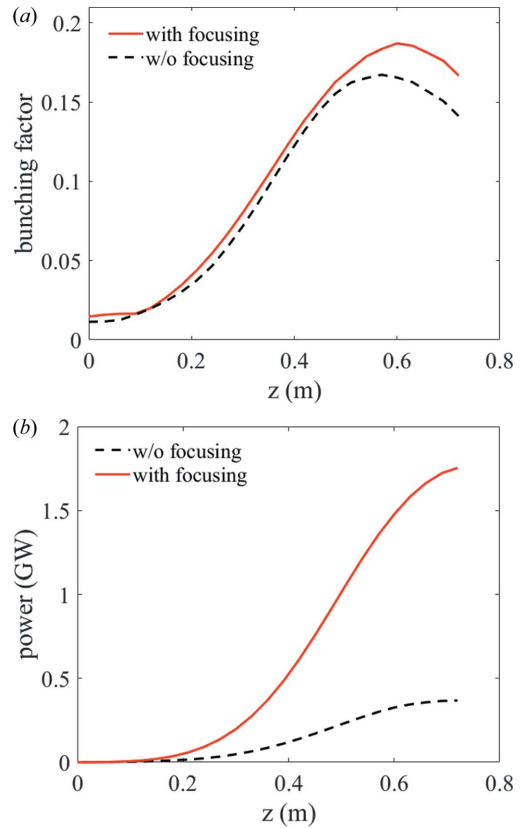 (a)
0.2
with focusing
w/o focusing
0.15
bunching factor
0.1
0.05
0
0 0.2 0.4 0.6 0.8
z (m)
(b)
2
w/o focusing
with focusing
1.5
power (GW)
1
0.5
0
0 0.2 0.4 0.6 0.8
z (m)